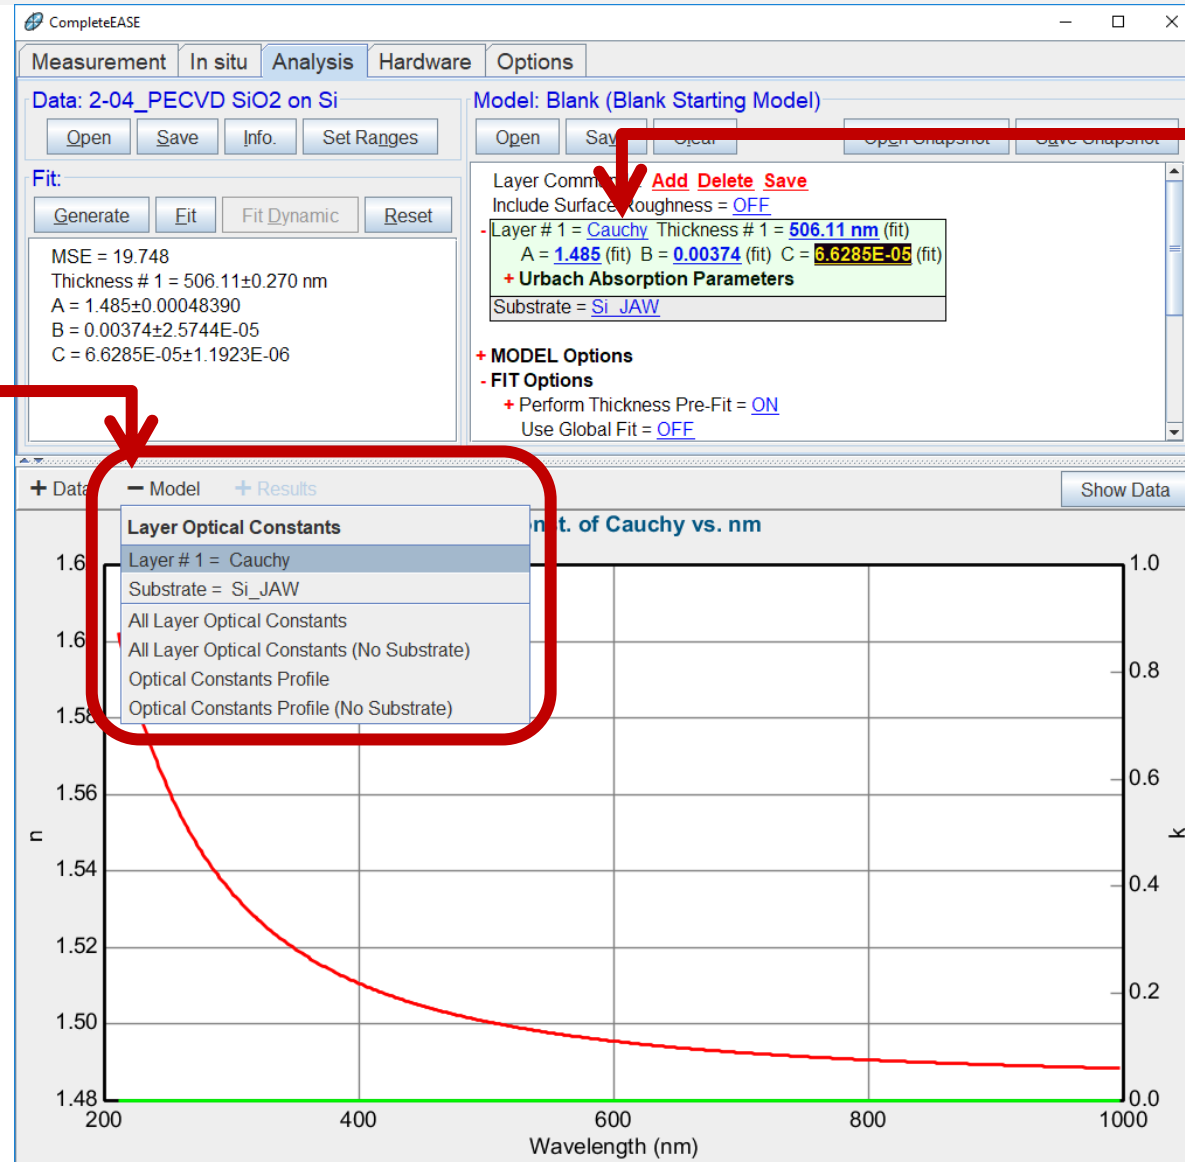 CompleteEASE
Measurement In situ Analysis Hardware Options
Data: 2-04_PECVD SiO2 on Si
Open Save Info. Set Ranges
Model: Blank (Blank Starting Model)
Open Save Clear Open Snapshot Save Snapshot
Fit:
Generate Fit Fit Dynamic Reset
MSE = 19.748
Thickness # 1 = 506.11±0.270 nm
A = 1.485±0.00048390
B = 0.00374±2.5744E-05
C = 6.6285E-05±1.1923E-06
Layer Add Delete Save
Include Surface Roughness = OFF
- Layer # 1 = Cauchy Thickness # 1 = 506.11 nm (fit)
A = 1.485 (fit) B = 0.00374 (fit) C = 6.6285E-05 (fit)
+ Urbach Absorption Parameters
Substrate = Si_JAW
+ MODEL Options
- FIT Options
+ Perform Thickness Pre-Fit = ON
Use Global Fit = OFF
+ Data - Model + Results Show Data
of Cauchy vs. nm
Layer Optical Constants
Layer # 1 = Cauchy
Substrate = Si_JAW
All Layer Optical Constants
All Layer Optical Constants (No Substrate)
Optical Constants Profile
Optical Constants Profile (No Substrate)
1.6
1.6
1.58
1.56
1.54
1.52
1.50
1.48
n
1.0
0.8
0.6
0.4
0.2
0.0
k
200 400 600 800 1000
Wavelength (nm)